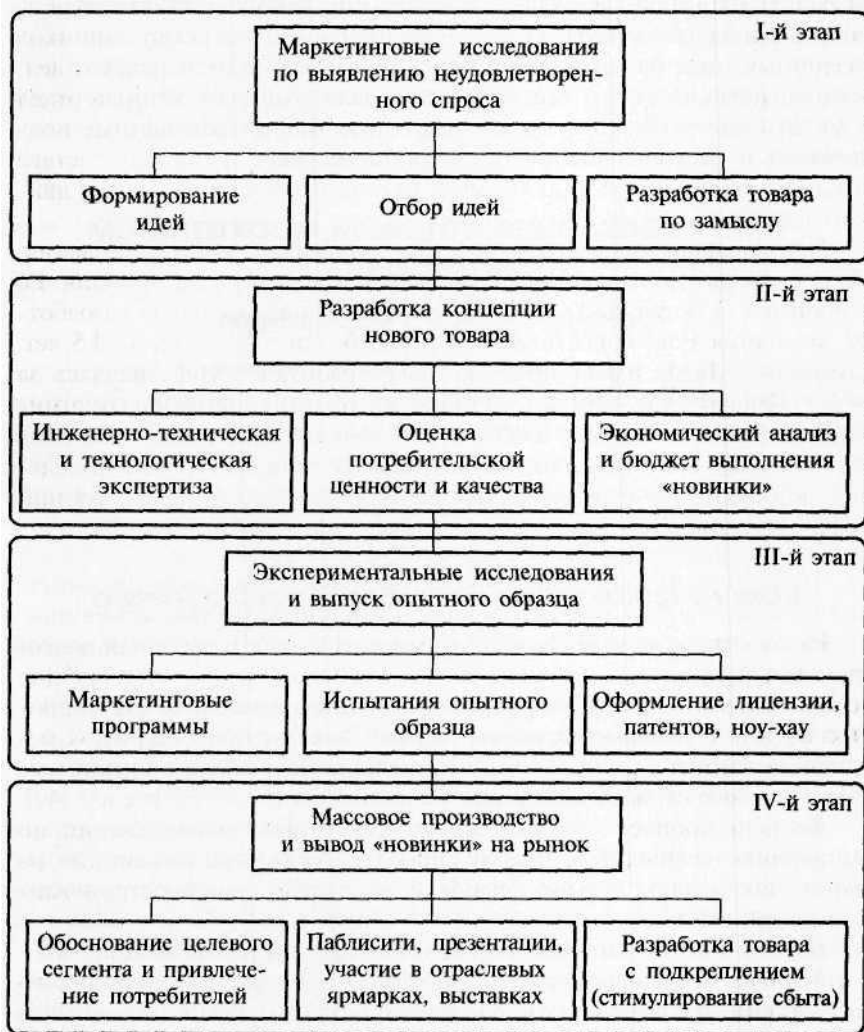 I-й этап
Маркетинговые исследования
по выявлению неудовлетворен-
ного спроса
Формирование
идей
Отбор идей
Разработка товара
по замыслу
II-й этап
Разработка концепции
нового товара
Инженерно-техническая
и технологическая
экспертиза
Оценка
потребительской
ценности и качества
Экономический анализ
и бюджет выполнения
«новинки»
III-й этап
Экспериментальные исследования
и выпуск опытного образца
Маркетинговые
программы
Испытания опытного
образца
Оформление лицензии,
патентов, ноу-хау
IV-й этап
Массовое производство
и вывод «новинки» на рынок
Обоснование целевого
сегмента и привлече-
ние потребителей
Паблисити, презентации,
участие в отраслевых
ярмарках, выставках
Разработка товара
с подкреплением
(стимулирование сбыта)